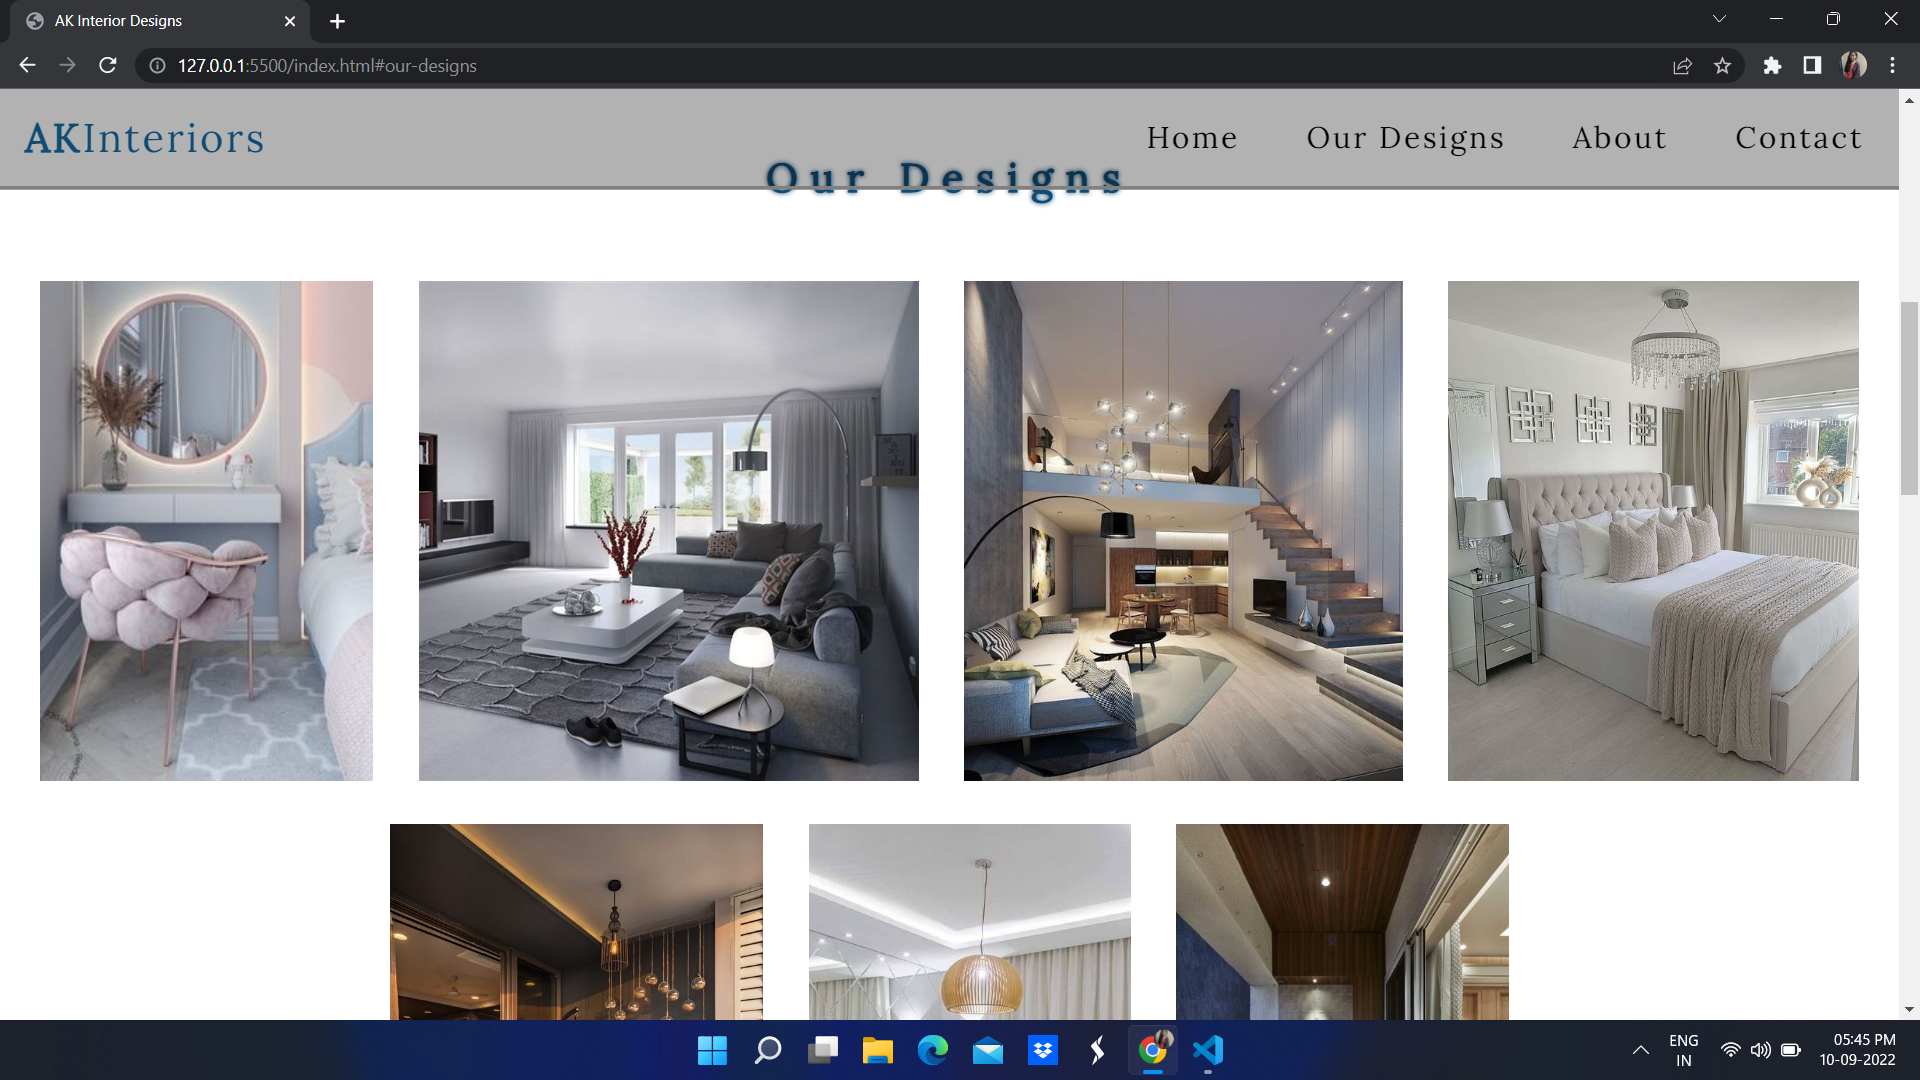 AK Interior Designs
127.0.0.1:5500/index.html#our-designs
AKInteriors
Home
Our Designs
About
Contact
Our Designs
ENG
IN
05:45 PM
10-09-2022